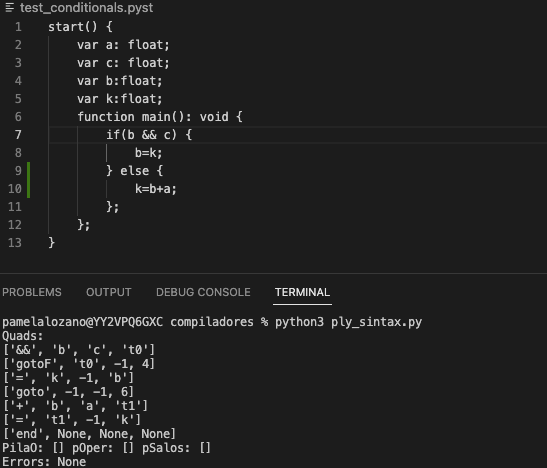 test_conditionals.pyst
1 start() {
2 var a: float;
3 var c: float;
4 var b:float;
5 var k:float;
6 function main(): void {
7 if(b && c) {
8 b=k;
9 } else {
10 k=b+a;
11 };
12 };
13 }
PROBLEMS OUTPUT DEBUG CONSOLE TERMINAL
pamelalozano@YY2VPQ6GXC compiladores % python3 ply_sintax.py
Quads:
['&&', 'b', 'c', 't0']
['gotoF', 't0', -1, 4]
['=', 'k', -1, 'b']
['goto', -1, -1, 6]
['+', 'b', 'a', 't1']
['=', 't1', -1, 'k']
['end', None, None, None]
PilaO: [] pOper: [] pSalos: []
Errors: None